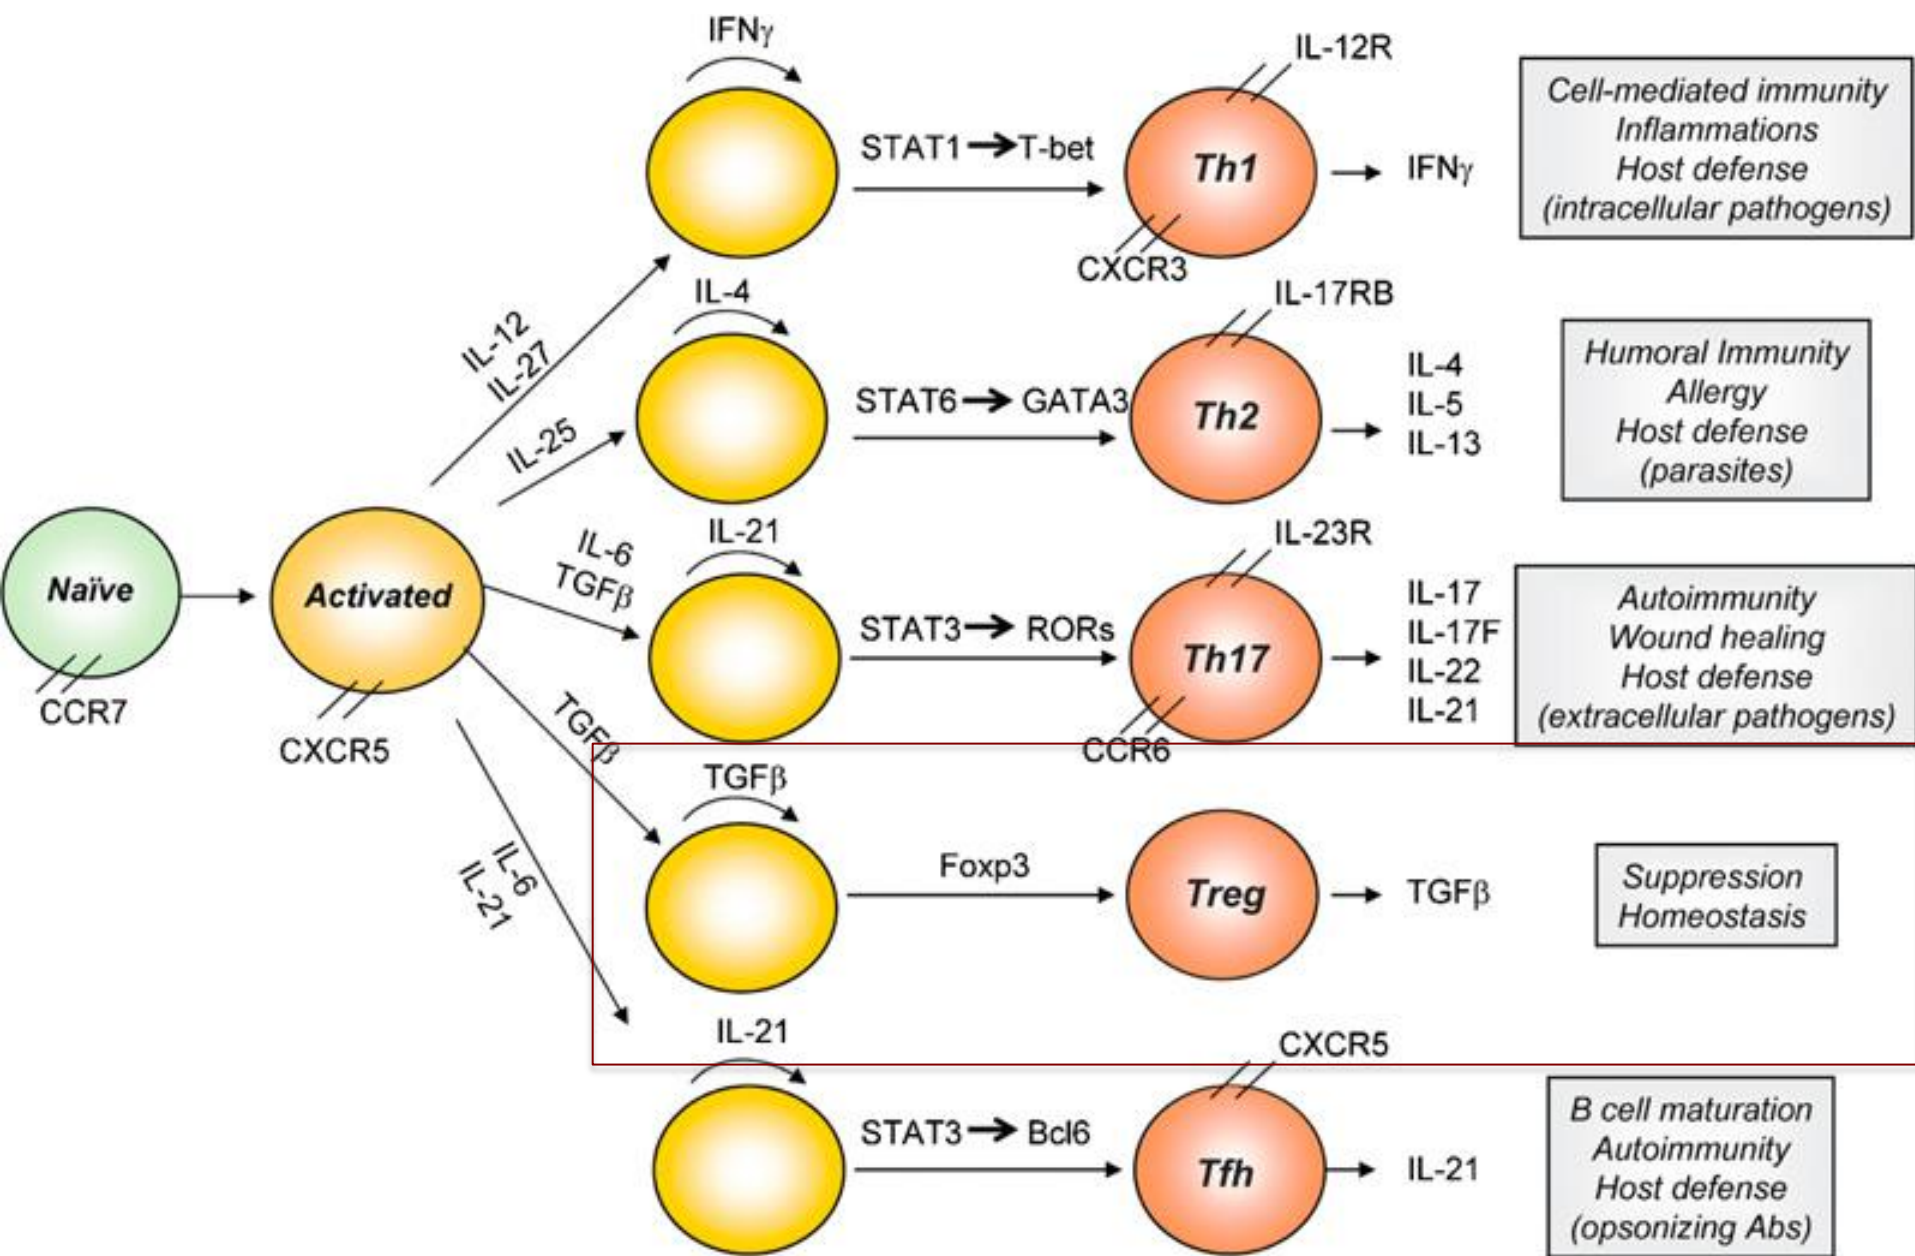 IFNγ
IL-12R
STAT1➔T-bet
Th1
IFNγ
CXCR3
Cell-mediated immunity
Inflammations
Host defense
(intracellular pathogens)
IL-12
IL-27
IL-4
IL-17RB
IL-25
STAT6➔ GATA3
Th2
IL-4
IL-5
IL-13
Humoral Immunity
Allergy
Host defense
(parasites)
Naïve
CCR7
Activated
CXCR5
IL-6
TGFβ
IL-21
IL-23R
STAT3➔ RORs
Th17
CCR6
IL-17
IL-17F
IL-22
IL-21
Autoimmunity
Wound healing
Host defense
(extracellular pathogens)
TGFβ
TGFβ
Foxp3
Treg
TGFβ
Suppression
Homeostasis
IL-6
IL-21
IL-21
CXCR5
STAT3➔ Bcl6
Tfh
IL-21
B cell maturation
Autoimmunity
Host defense
(opsonizing Abs)